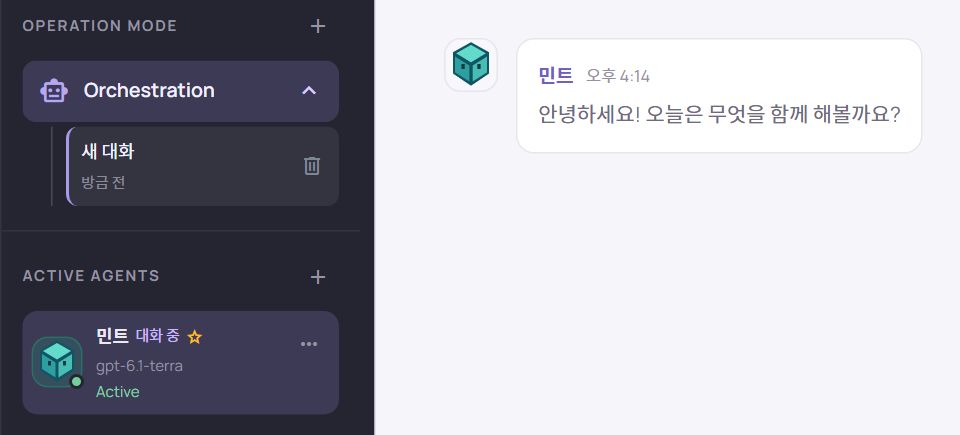 OPERATION MODE
Orchestration
새 대화
방금 전
ACTIVE AGENTS
민트 대화 중
gpt-6.1-terra
Active
민트 오후 4:14
안녕하세요! 오늘은 무엇을 함께 해볼까요?